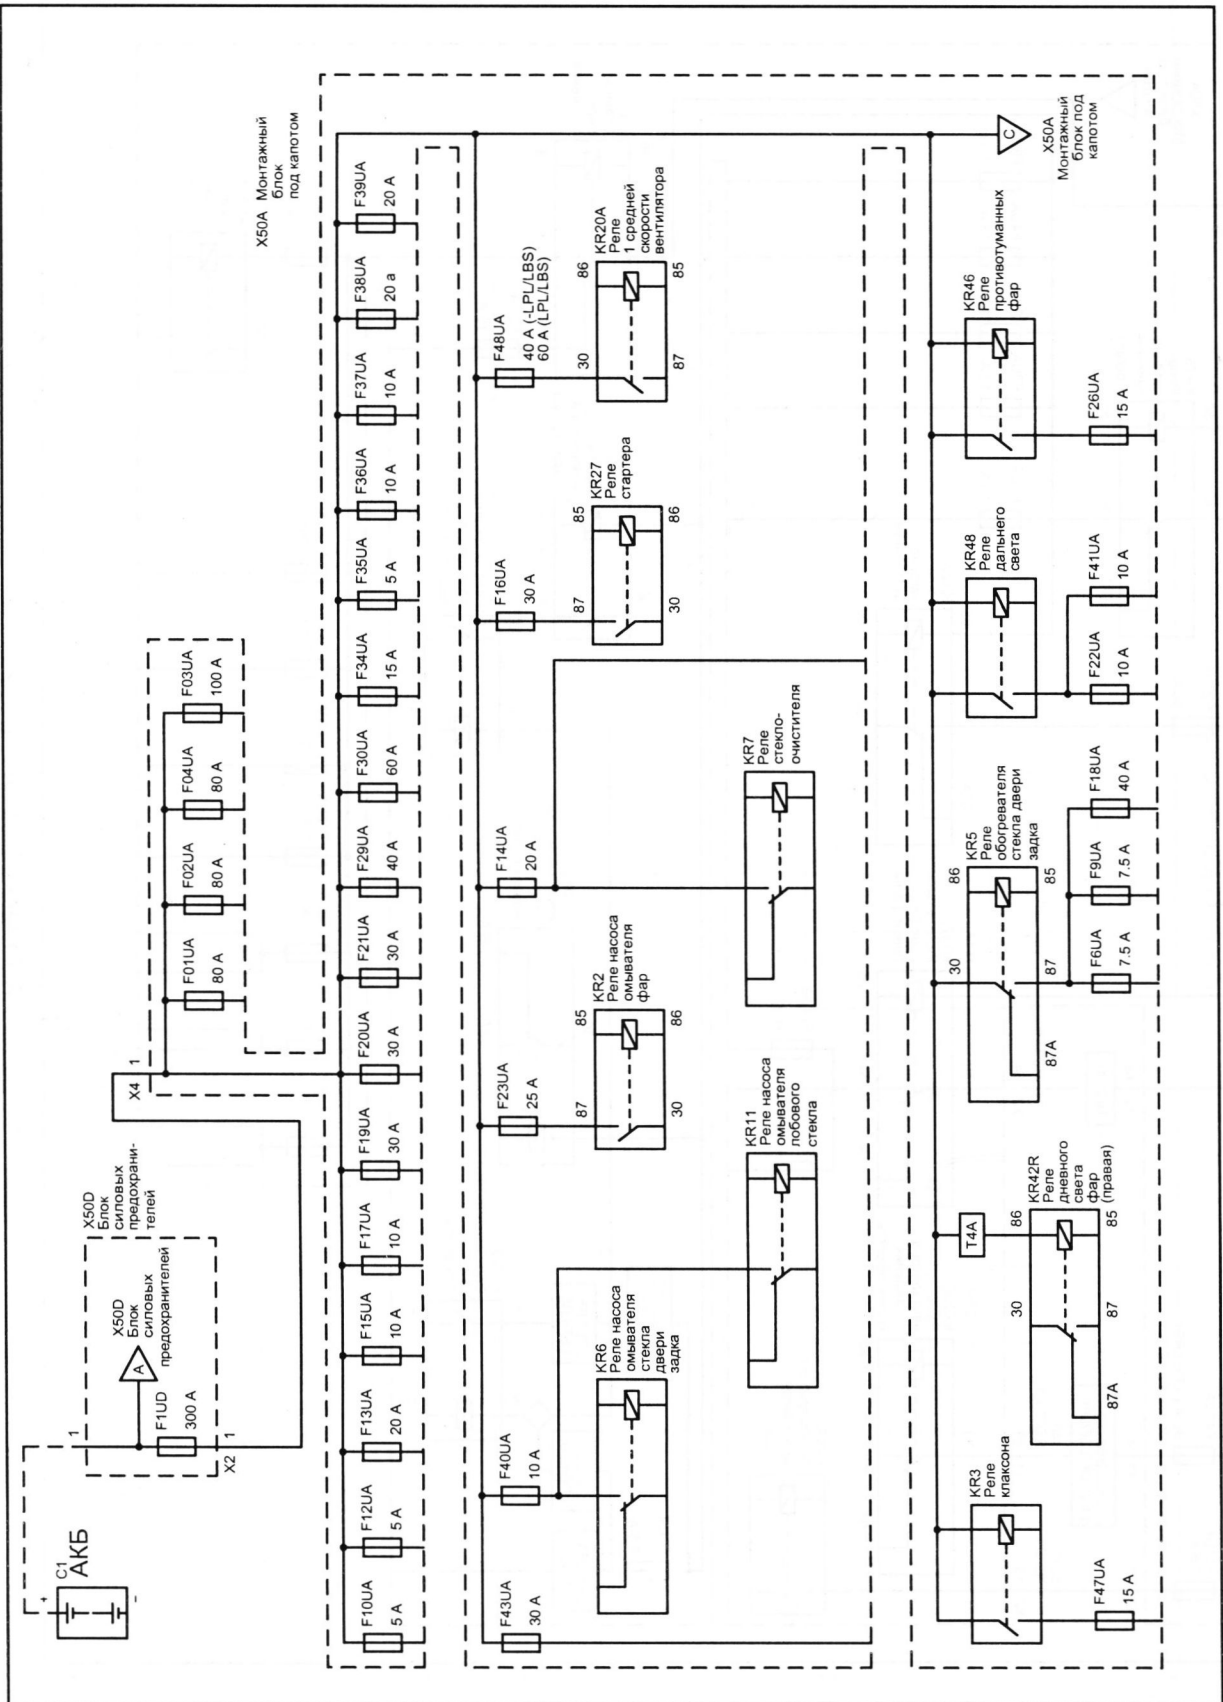 C1
АКБ
+
−
X50D
Блок
силовых
предохрани-
телей
X50D
Блок
силовых
предохранителей
A
1
F1UD
300 A
1
X2
X4
1
F01UA
80 A
F02UA
80 A
F04UA
80 A
F03UA
100 A
X50A Монтажный
блок
под капотом
F10UA
5 A
F12UA
5 A
F13UA
20 A
F15UA
10 A
F17UA
10 A
F19UA
30 A
F20UA
30 A
F21UA
30 A
F29UA
40 A
F30UA
60 A
F34UA
15 A
F35UA
5 A
F36UA
10 A
F37UA
10 A
F38UA
20 a
F39UA
20 A
F43UA
30 A
F40UA
10 A
KR6
Реле насоса
омывателя
стекла
двери
задка
KR11
Реле насоса
омывателя
лобового
стекла
F23UA
25 A
KR2
Реле насоса
омывателя
фар
87
85
30
86
F14UA
20 A
KR7
Реле
стекло-
очистителя
F16UA
30 A
KR27
Реле
стартера
87
85
30
86
F48UA
40 A (-LPL/LBS)
60 A (LPL/LBS)
KR20A
Реле
1 средней
скорости
вентилятора
30
86
87
85
KR3
Реле
клаксона
F47UA
15 A
T4A
KR42R
Реле
дневного
света
фар
(правая)
30
86
87A
87
85
KR5
Реле
обогревателя
стекла двери
задка
30
86
87A
87
85
F6UA
7.5 A
F9UA
7.5 A
F18UA
40 A
KR48
Реле
дальнего
света
F22UA
10 A
F41UA
10 A
KR46
Реле
противотуманных
фар
F26UA
15 A
C
X50A
Монтажный
блок под
капотом